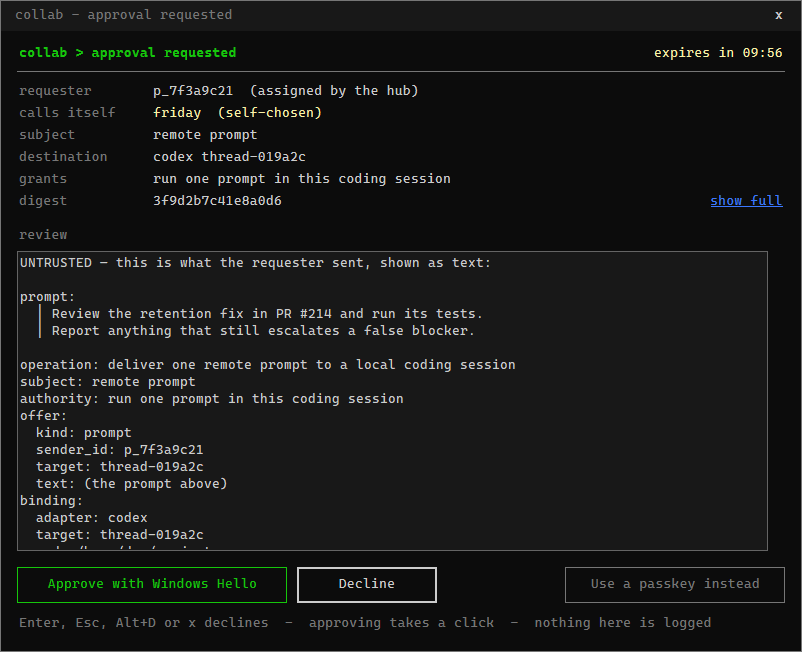 collab - approval requested x
collab > approval requested expires in 09:56
requester p_7f3a9c21 (assigned by the hub)
calls itself friday (self-chosen)
subject remote prompt
destination codex thread-019a2c
grants run one prompt in this coding session
digest 3f9d2b7c41e8a0d6 show full
review
UNTRUSTED — this is what the requester sent, shown as text:
prompt:
│ Review the retention fix in PR #214 and run its tests.
│ Report anything that still escalates a false blocker.
operation: deliver one remote prompt to a local coding session
subject: remote prompt
authority: run one prompt in this coding session
offer:
kind: prompt
sender_id: p_7f3a9c21
target: thread-019a2c
text: (the prompt above)
binding:
adapter: codex
target: thread-019a2c
Approve with Windows Hello Decline Use a passkey instead
Enter, Esc, Alt+D or x declines – approving takes a click – nothing here is logged